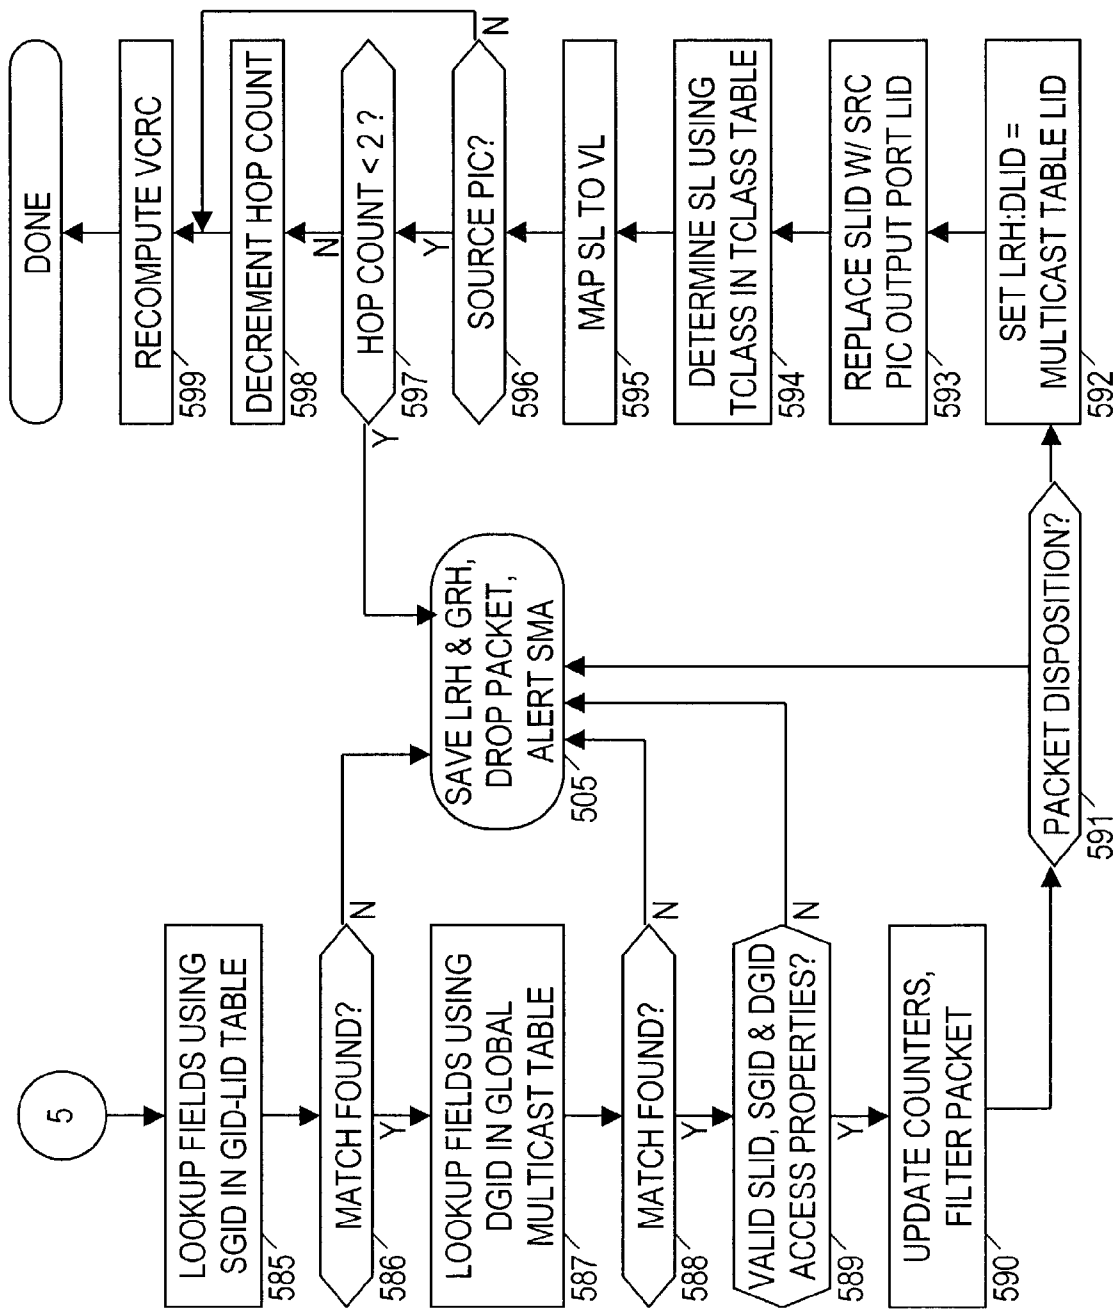 5
LOOKUP FIELDS USING
SGID IN GID-LID TABLE
585
MATCH FOUND?
586
N
Y
LOOKUP FIELDS USING
DGID IN GLOBAL
MULTICAST TABLE
587
MATCH FOUND?
588
N
Y
VALID SLID, SGID & DGID
ACCESS PROPERTIES?
589
N
Y
UPDATE COUNTERS,
FILTER PACKET
590
SAVE LRH & GRH,
DROP PACKET,
ALERT SMA
505
PACKET DISPOSITION?
591
SET LRH:DLID =
MULTICAST TABLE LID
592
REPLACE SLID W/ SRC
PIC OUTPUT PORT LID
593
DETERMINE SL USING
TCLASS IN TCLASS TABLE
594
MAP SL TO VL
595
SOURCE PIC?
596
N
Y
HOP COUNT < 2 ?
597
Y
N
DECREMENT HOP COUNT
598
RECOMPUTE VCRC
599
DONE